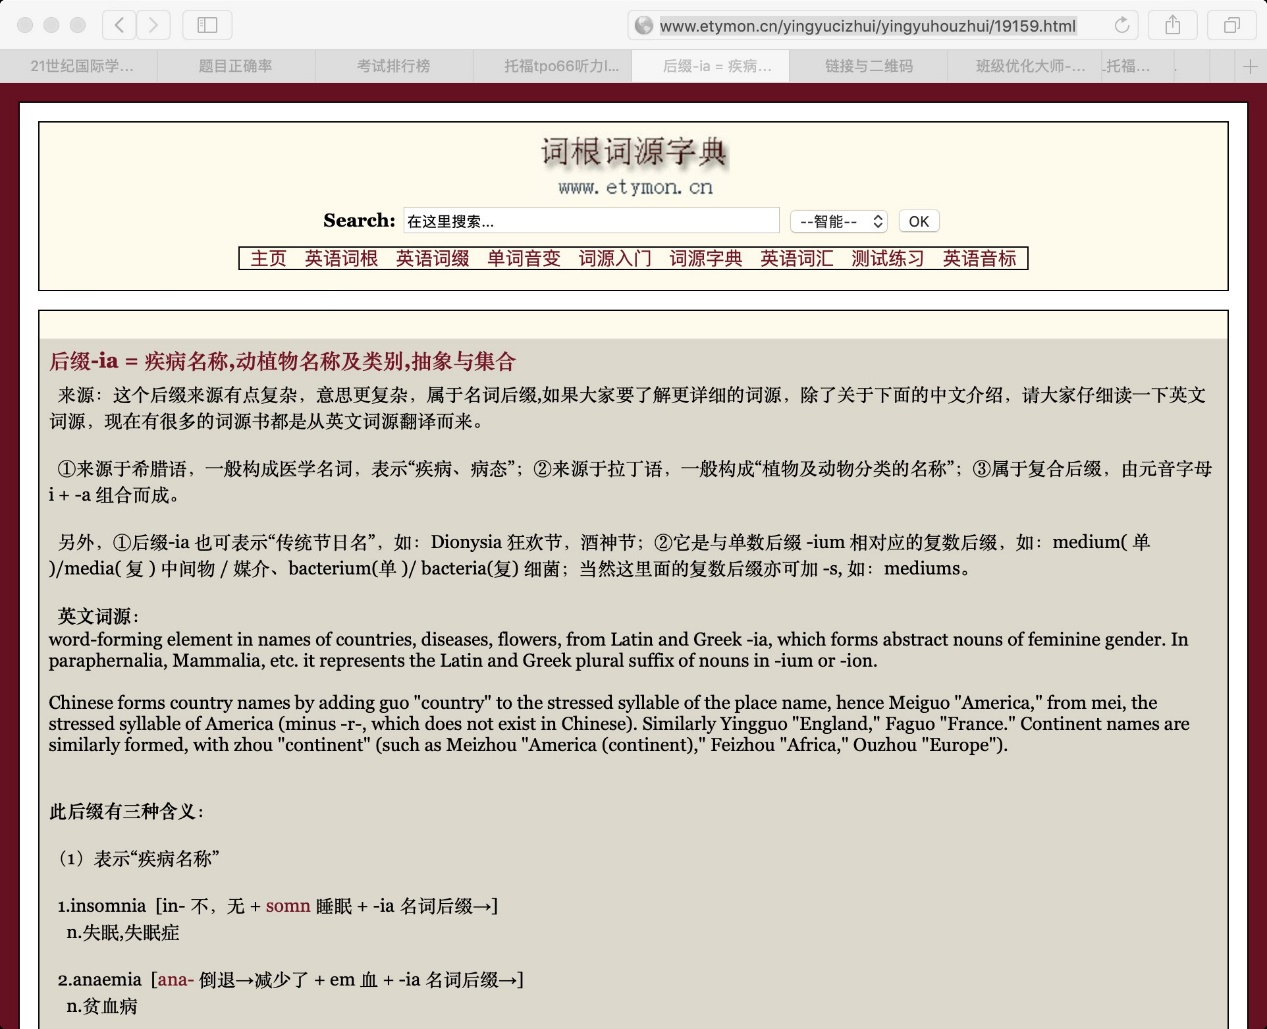 www.etymon.cn/yingyucizhui/yingyuhouzhui/19159.html
21世纪国际学... 题目正确率 考试排行榜 托福tpo66听力I... 后缀-ia = 疾病... 链接与二维码 班级优化大师-... _托福... .
词根词源字典
www.etymon.cn
Search: 在这里搜索... --智能-- OK
主页 英语词根 英语词缀 单词音变 词源入门 词源字典 英语词汇 测试练习 英语音标
后缀-ia = 疾病名称,动植物名称及类别,抽象与集合
来源：这个后缀来源有点复杂，意思更复杂，属于名词后缀,如果大家要了解更详细的词源，除了关于下面的中文介绍，请大家仔细读一下英文
词源，现在有很多的词源书都是从英文词源翻译而来。
①来源于希腊语，一般构成医学名词，表示“疾病、病态”；②来源于拉丁语，一般构成“植物及动物分类的名称”；③属于复合后缀，由元音字母
i + -a 组合而成。
另外，①后缀-ia 也可表示“传统节日名”，如：Dionysia 狂欢节，酒神节；②它是与单数后缀 -ium 相对应的复数后缀，如：medium( 单
)/media( 复 ) 中间物 / 媒介、bacterium(单 )/ bacteria(复) 细菌；当然这里面的复数后缀亦可加 -s, 如：mediums。
英文词源：
word-forming element in names of countries, diseases, flowers, from Latin and Greek -ia, which forms abstract nouns of feminine gender. In
paraphernalia, Mammalia, etc. it represents the Latin and Greek plural suffix of nouns in -ium or -ion.
Chinese forms country names by adding guo "country" to the stressed syllable of the place name, hence Meiguo "America," from mei, the
stressed syllable of America (minus -r-, which does not exist in Chinese). Similarly Yingguo "England," Faguo "France." Continent names are
similarly formed, with zhou "continent" (such as Meizhou "America (continent)," Feizhou "Africa," Ouzhou "Europe").
此后缀有三种含义：
（1）表示“疾病名称”
1.insomnia [in- 不，无 + somn 睡眠 + -ia 名词后缀→]
n.失眠,失眠症
2.anaemia [ana- 倒退→减少了 + em 血 + -ia 名词后缀→]
n.贫血病